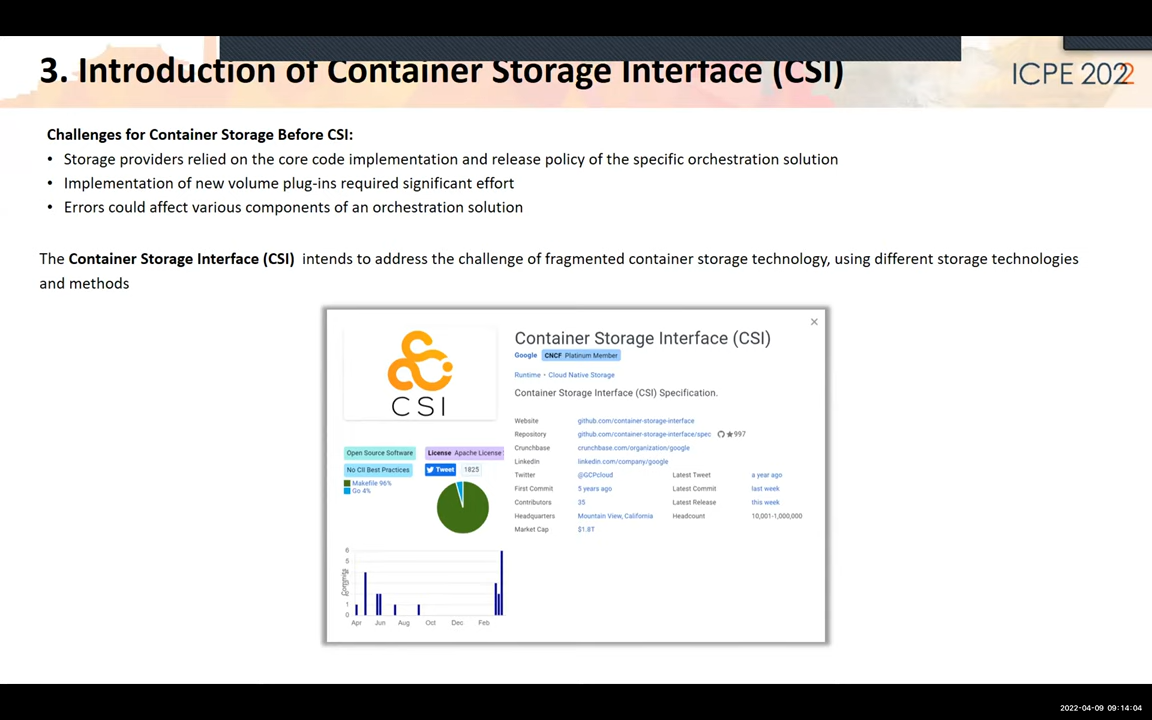 3. Introduction of Container Storage Interface (CSI)
ICPE 2022
Challenges for Container Storage Before CSI:
• Storage providers relied on the core code implementation and release policy of the specific orchestration solution
• Implementation of new volume plug-ins required significant effort
• Errors could affect various components of an orchestration solution
The Container Storage Interface (CSI) intends to address the challenge of fragmented container storage technology, using different storage technologies
and methods
CSI
Open Source Software
License Apache License
No CII Best Practices
Tweet 1825
Makefile 96%
Go 4%
Commits
6
5
4
3
2
1
0
Apr Jun Aug Oct Dec Feb
×
Container Storage Interface (CSI)
Google CNCF Platinum Member
Runtime • Cloud Native Storage
Container Storage Interface (CSI) Specification.
Website github.com/container-storage-interface
Repository github.com/container-storage-interface/spec ★997
Crunchbase crunchbase.com/organization/google
LinkedIn linkedin.com/company/google
Twitter @GCPcloud Latest Tweet a year ago
First Commit 5 years ago Latest Commit last week
Contributors 35 Latest Release this week
Headquarters Mountain View, California Headcount 10,001-1,000,000
Market Cap $1.8T
2022-04-09 09:14:04